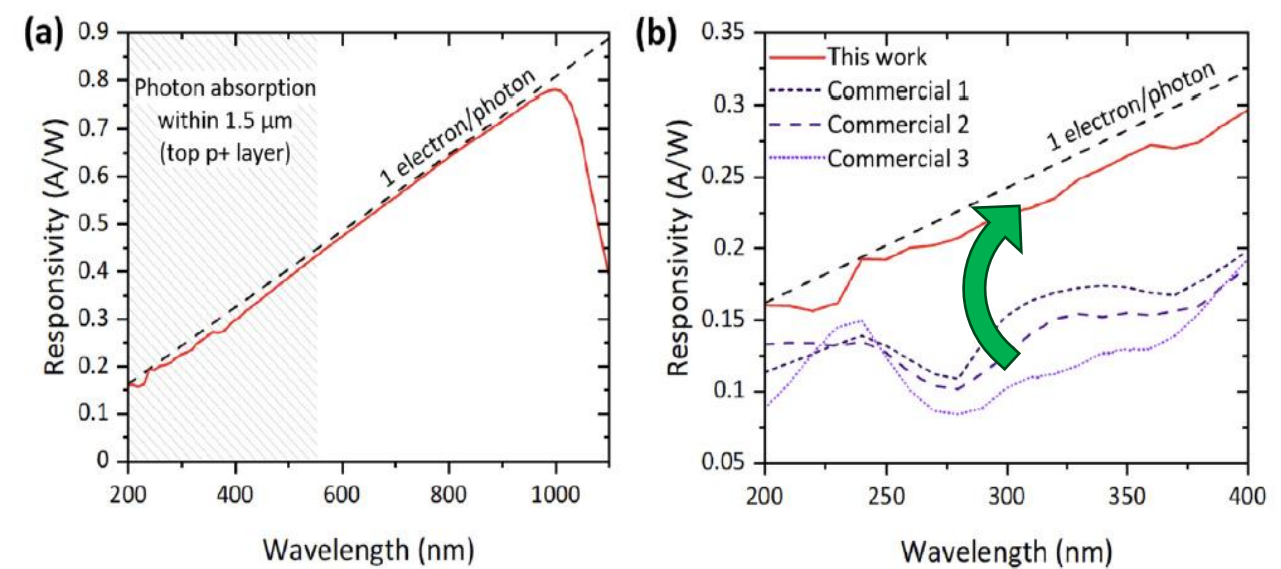 (a)
0.9
0.8
0.7
0.6
0.5
0.4
0.3
0.2
0.1
0
Responsivity (A/W)
Photon absorption
within 1.5 μm
(top p+ layer)
1 electron/photon
200
400
600
800
1000
Wavelength (nm)
(b)
0.35
0.3
0.25
0.2
0.15
0.1
0.05
Responsivity (A/W)
This work
Commercial 1
Commercial 2
Commercial 3
1 electron/photon
200
250
300
350
400
Wavelength (nm)